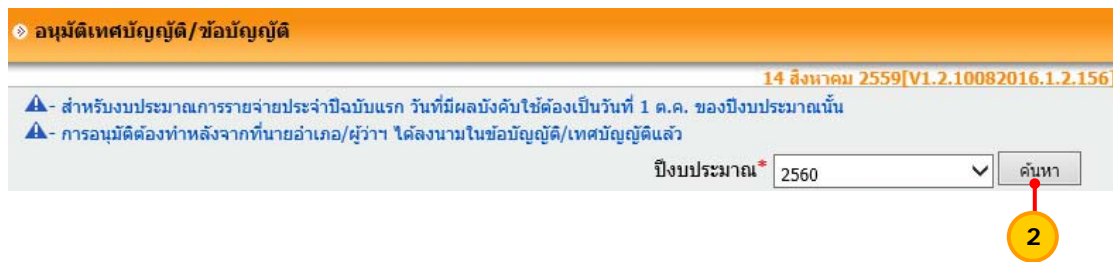 อนุมัติเทศบัญญัติ/ข้อบัญญัติ
14 สิงหาคม 2559[V1.2.10082016.1.2.156]
- สำหรับงบประมาณการรายจ่ายประจำปีฉบับแรก วันที่มีผลบังคับใช้ต้องเป็นวันที่ 1 ต.ค. ของปีงบประมาณนั้น
- การอนุมัติต้องทำหลังจากที่นายอำเภอ/ผู้ว่าฯ ได้ลงนามในข้อบัญญัติ/เทศบัญญัติแล้ว
ปีงบประมาณ* 2560 ค้นหา
2